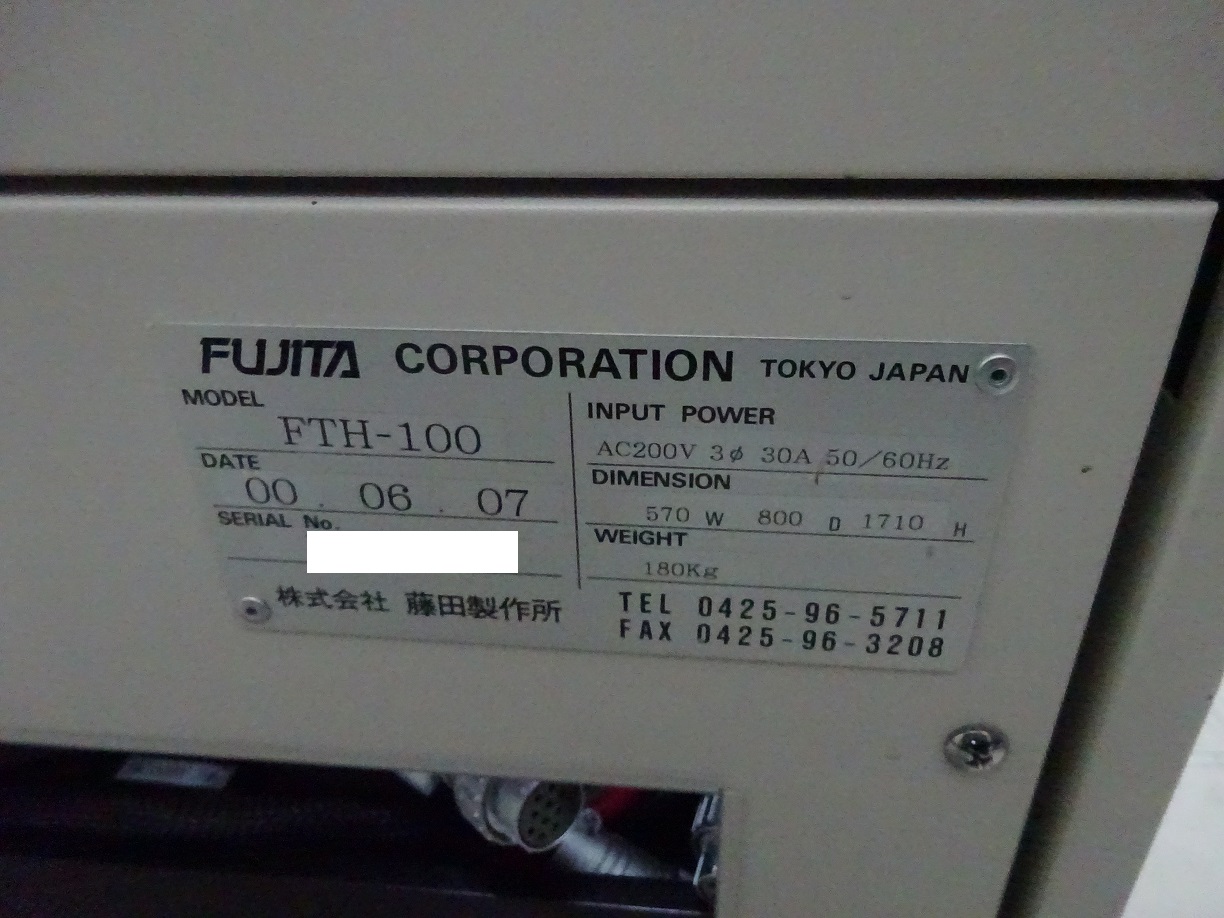 FUJITA CORPORATION TOKYO JAPAN
MODEL
FTH-100
DATE
00 . 06 . 07
SERIAL No.
株式会社 藤田製作所
INPUT POWER
AC200V 3φ 30A 50/60Hz
DIMENSION
570 W 800 D 1710 H
WEIGHT
180Kg
TEL 0425-96-5711
FAX 0425-96-3208